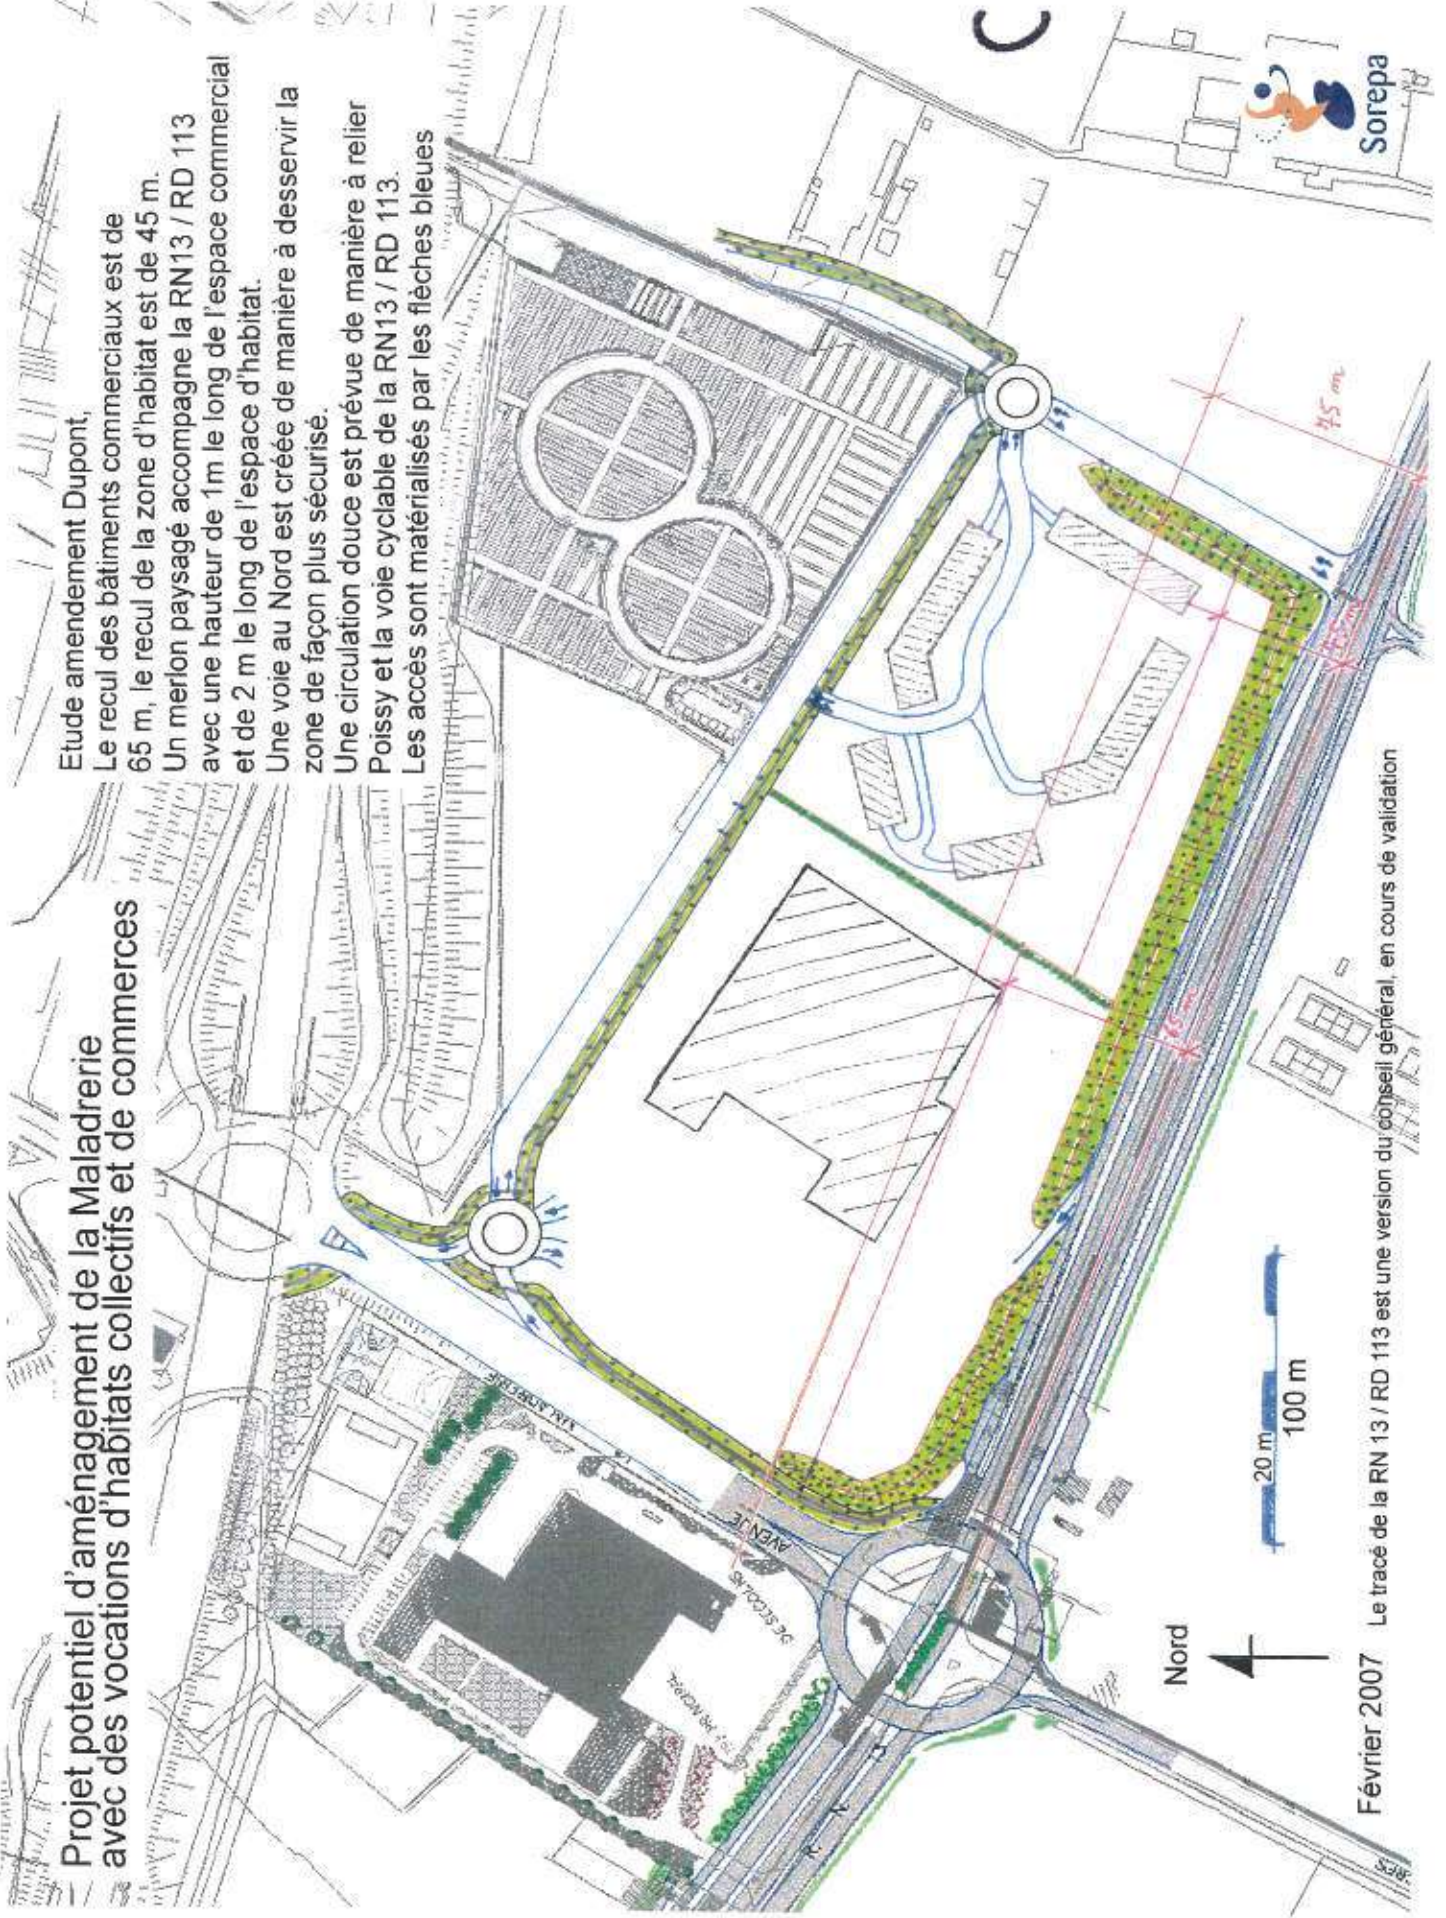 Projet potentiel d'aménagement de la Maladrerie
avec des vocations d'habitats collectifs et de commerces
Etude amendement Dupont,
Le recul des bâtiments commerciaux est de
65 m, le recul de la zone d'habitat est de 45 m.
Un merlon paysagé accompagne la RN13 / RD 113
avec une hauteur de 1m le long de l'espace commercial
et de 2 m le long de l'espace d'habitat.
Une voie au Nord est créée de manière à desservir la
zone de façon plus sécurisé.
Une circulation douce est prévue de manière à relier
Poissy et la voie cyclable de la RN13 / RD 113.
Les accès sont matérialisés par les flèches bleues
C
Sorepa
MALADRERIE
AVENUE
DE SECOURS
R. N.
65 m
75 m
20 m
100 m
Nord
Février 2007
Le tracé de la RN 13 / RD 113 est une version du conseil général, en cours de validation